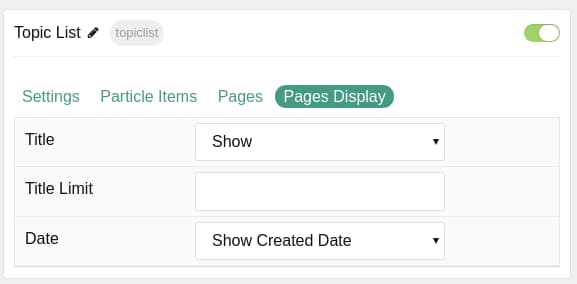 Topic List topiclist
Settings Particle Items Pages Pages Display
Title Show
Title Limit
Date Show Created Date